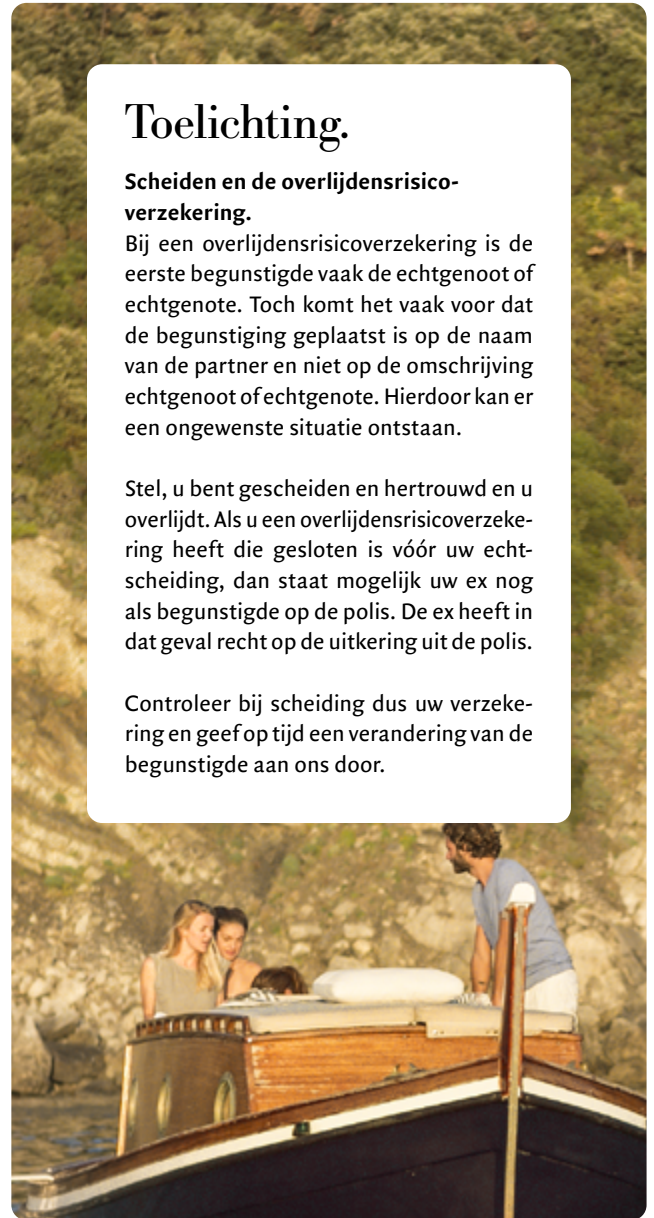 Toelichting.
Scheiden en de overlijdensrisico-
verzekering.
Bij een overlijdensrisicoverzekering is de
eerste begunstigde vaak de echtgenoot of
echtgenote. Toch komt het vaak voor dat
de begunstiging geplaatst is op de naam
van de partner en niet op de omschrijving
echtgenoot of echtgenote. Hierdoor kan er
een ongewenste situatie ontstaan.
Stel, u bent gescheiden en hertrouwd en u
overlijdt. Als u een overlijdensrisicoverzeke-
ring heeft die gesloten is vóór uw echt-
scheiding, dan staat mogelijk uw ex nog
als begunstigde op de polis. De ex heeft in
dat geval recht op de uitkering uit de polis.
Controleer bij scheiding dus uw verzeke-
ring en geef op tijd een verandering van de
begunstigde aan ons door.